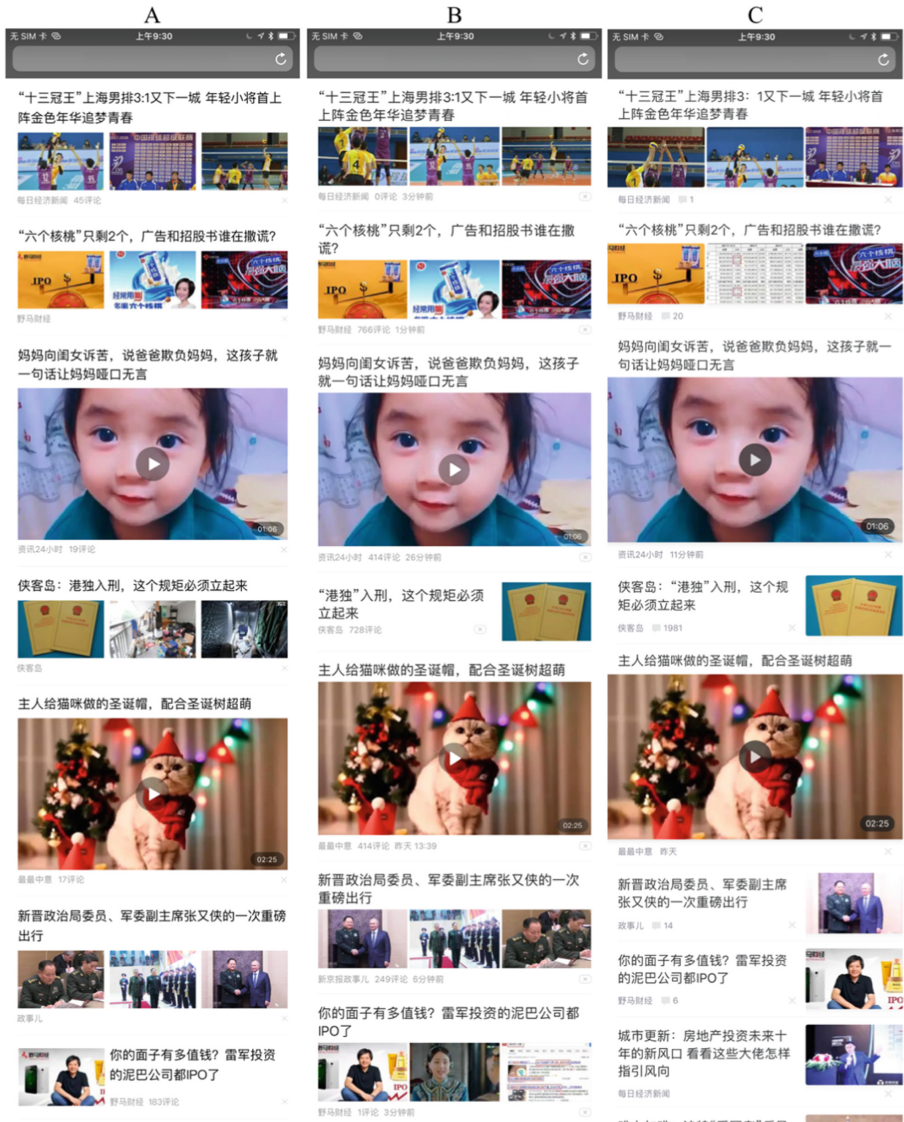 A
无 SIM 卡
上午9:30
“十三冠王”上海男排3:1又下一城 年轻小将首上
阵金色年华追梦青春
每日经济新闻 45评论
“六个核桃”只剩2个，广告和招股书谁在撒谎？
IPO
野马财经
妈妈向闺女诉苦，说爸爸欺负妈妈，这孩子就
一句话让妈妈哑口无言
01:06
资讯24小时 19评论
侠客岛：港独入刑，这个规矩必须立起来
侠客岛
主人给猫咪做的圣诞帽，配合圣诞树超萌
02:25
最最中意 17评论
新晋政治局委员、军委副主席张又侠的一次重磅
出行
政事儿
你的面子有多值钱？雷军投资
的泥巴公司都IPO了
野马财经 183评论
B
无 SIM 卡
上午9:30
“十三冠王”上海男排3:1又下一城 年轻小将首
上阵金色年华追梦青春
每日经济新闻 0评论 3分钟前
“六个核桃”只剩2个，广告和招股书谁在撒
谎？
IPO
野马财经 766评论 1分钟前
妈妈向闺女诉苦，说爸爸欺负妈妈，这孩子
就一句话让妈妈哑口无言
01:06
资讯24小时 414评论 26分钟前
“港独”入刑，这个规矩必须
立起来
侠客岛 728评论
主人给猫咪做的圣诞帽，配合圣诞树超萌
02:25
最最中意 414评论 昨天 13:39
新晋政治局委员、军委副主席张又侠的一次
重磅出行
新京报政事儿 249评论 6分钟前
你的面子有多值钱？雷军投资的泥巴公司都
IPO了
IPO
野马财经 1评论 3分钟前
C
无 SIM 卡
上午9:30
“十三冠王”上海男排3：1又下一城 年轻小将首
上阵金色年华追梦青春
每日经济新闻 1
“六个核桃”只剩2个，广告和招股书谁在撒谎？
IPO
野马财经 20
妈妈向闺女诉苦，说爸爸欺负妈妈，这孩子就一
句话让妈妈哑口无言
01:06
资讯24小时 11分钟前
侠客岛：“港独”入刑，这个规
矩必须立起来
侠客岛 1981
主人给猫咪做的圣诞帽，配合圣诞树超萌
02:25
最最中意 昨天
新晋政治局委员、军委副主席
张又侠的一次重磅出行
政事儿 14
你的面子有多值钱？雷军投资
的泥巴公司都IPO了
IPO
野马财经 6
城市更新：房地产投资未来十
年的新风口 看看这些大佬怎样
指引风向
每日经济新闻